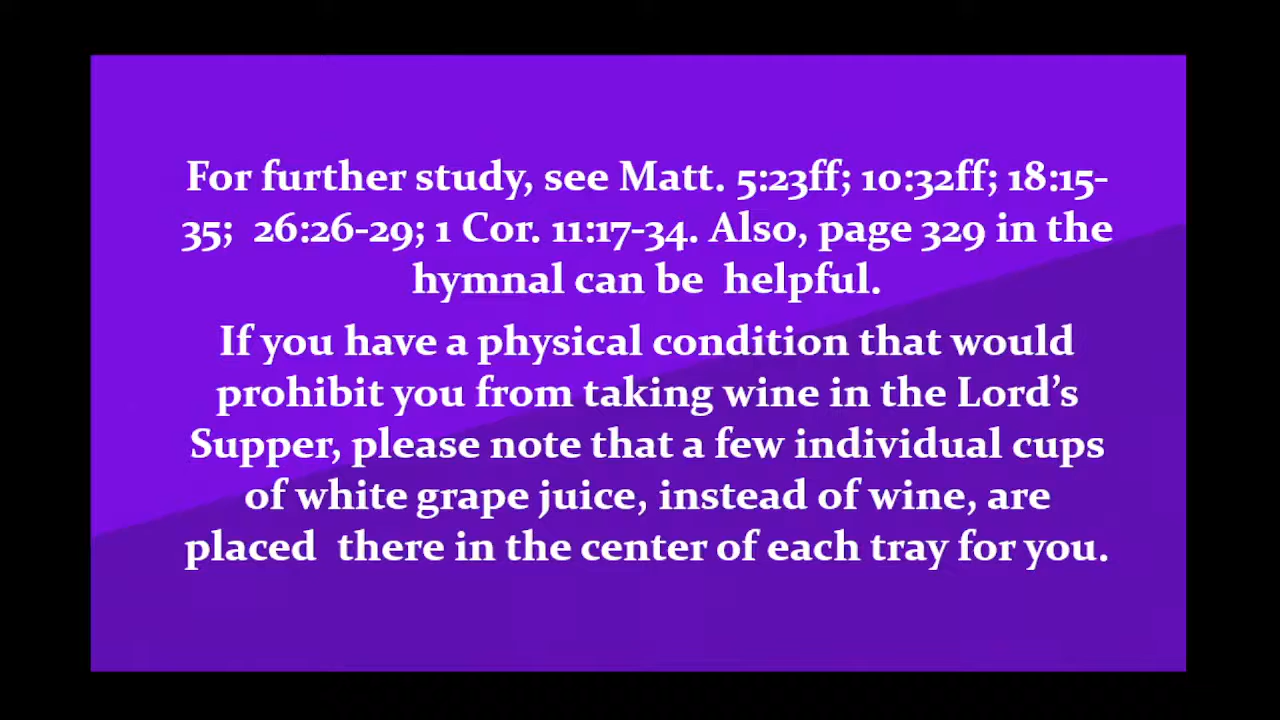 For further study, see Matt. 5:23ff; 10:32ff; 18:15-
35;  26:26-29; 1 Cor. 11:17-34. Also, page 329 in the
hymnal can be  helpful.
If you have a physical condition that would
prohibit you from taking wine in the Lord’s
Supper, please note that a few individual cups
of white grape juice, instead of wine, are
placed  there in the center of each tray for you.